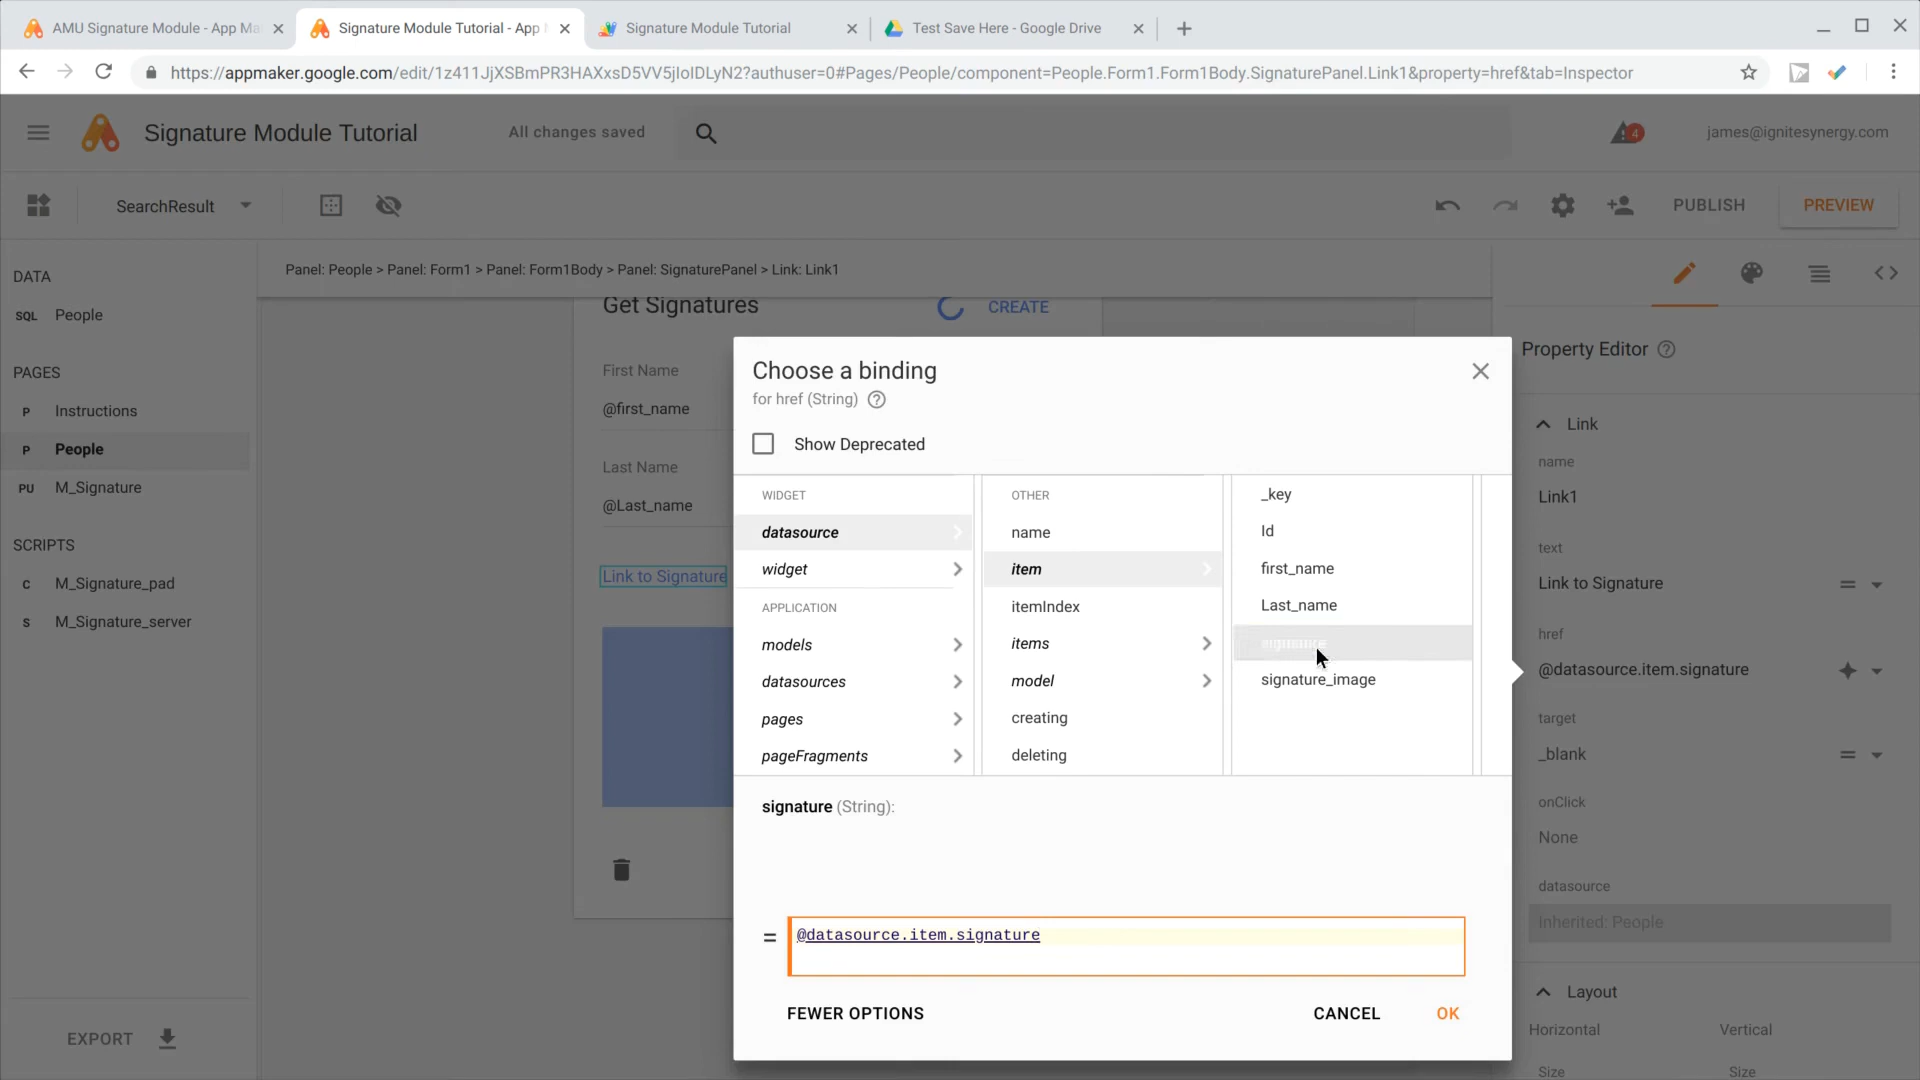 AMU Signature Module - App Ma
Signature Module Tutorial - App
Signature Module Tutorial
Test Save Here - Google Drive
https://appmaker.google.com/edit/1z411JjXSBmPR3HAXxsD5VV5jIoIDLyN2?authuser=0#Pages/People/component=People.Form1.Form1Body.SignaturePanel.Link1&property=href&tab=Inspector
Signature Module Tutorial
All changes saved
4
james@ignitesynergy.com
SearchResult
PUBLISH
PREVIEW
DATA
SQL People
PAGES
P Instructions
P People
PU M_Signature
SCRIPTS
C M_Signature_pad
S M_Signature_server
EXPORT
Panel: People > Panel: Form1 > Panel: Form1Body > Panel: SignaturePanel > Link: Link1
Get Signatures
CREATE
First Name
@first_name
Last Name
@Last_name
Link to Signature
Choose a binding
for href (String)
Show Deprecated
WIDGET
datasource
widget
APPLICATION
models
datasources
pages
pageFragments
OTHER
name
item
itemIndex
items
model
creating
deleting
_key
Id
first_name
Last_name
signature
signature_image
signature (String):
= @datasource.item.signature
FEWER OPTIONS
CANCEL
OK
Property Editor
Link
name
Link1
text
Link to Signature
href
@datasource.item.signature
target
_blank
onClick
None
datasource
Inherited: People
Layout
Horizontal
Vertical
Size
Size